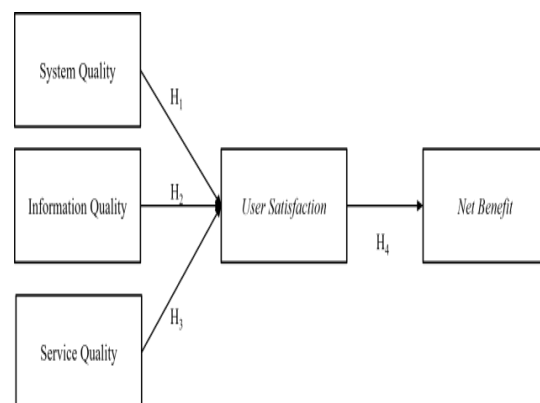 System Quality
H₁
Information Quality
H₂
User Satisfaction
Net Benefit
H₄
H₃
Service Quality